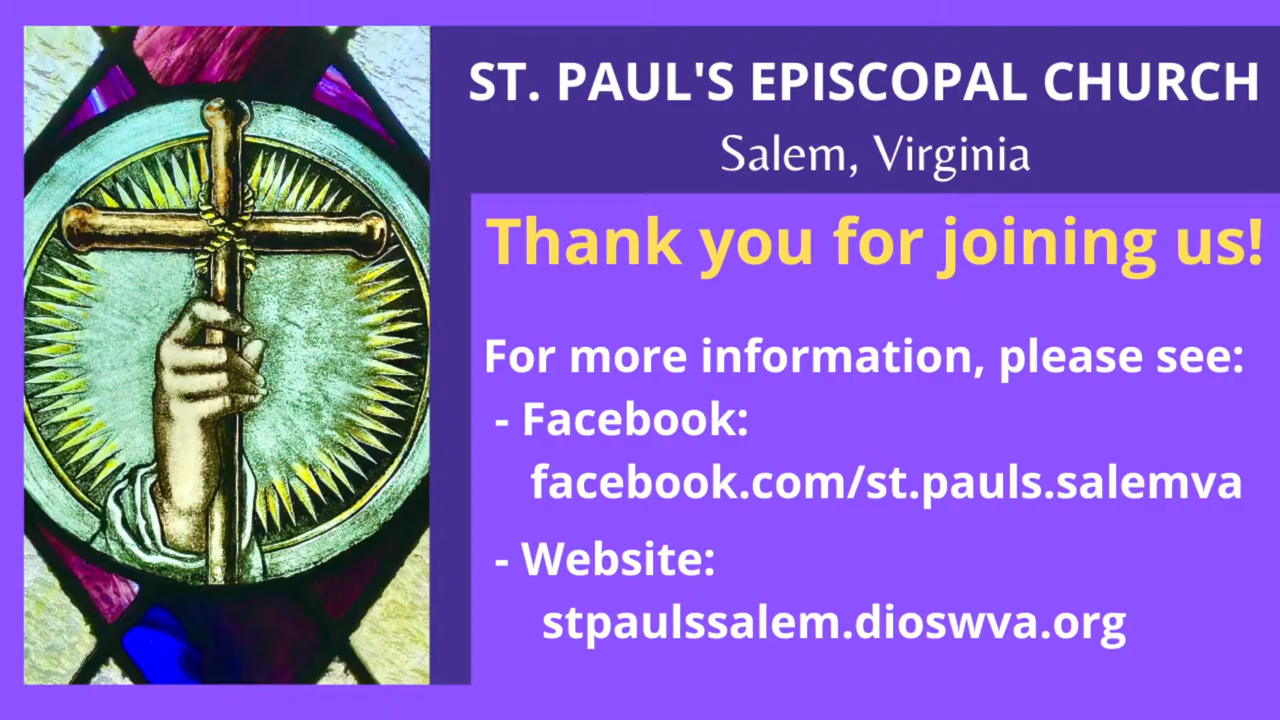 ST. PAUL'S EPISCOPAL CHURCH
Salem, Virginia
Thank you for joining us!
For more information, please see:
- Facebook:
facebook.com/st.pauls.salemva
- Website:
stpaulssalem.dioswva.org